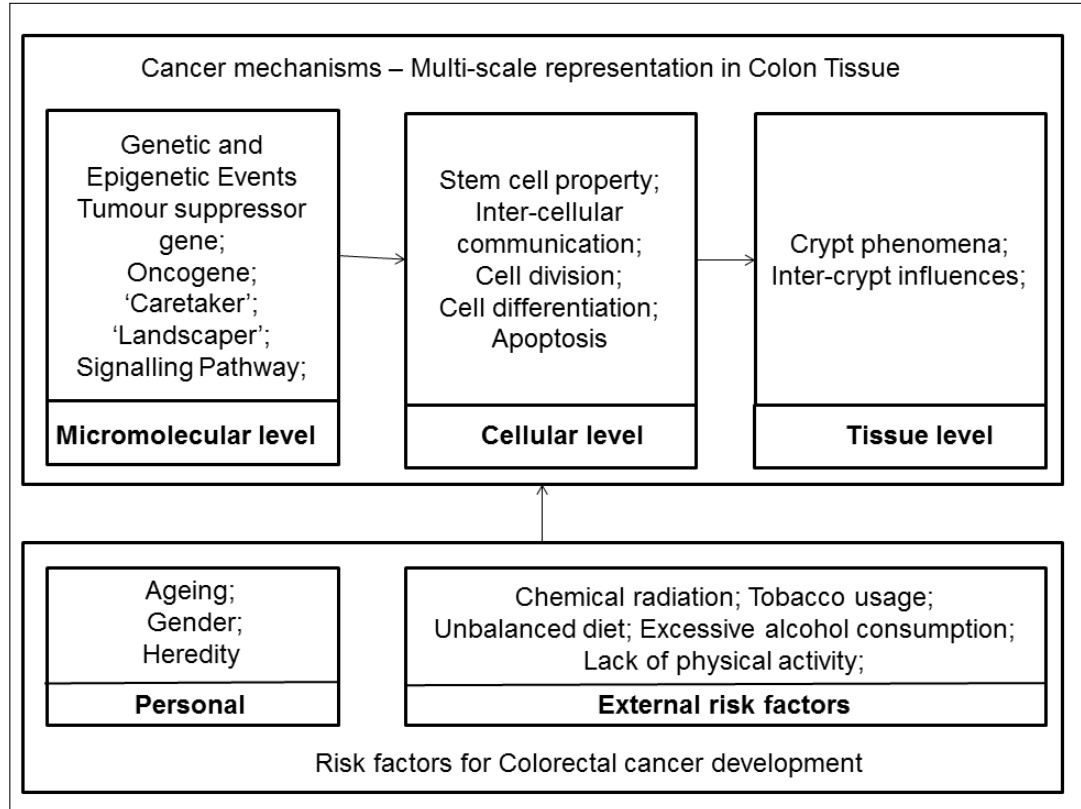 Cancer mechanisms – Multi-scale representation in Colon Tissue
Genetic and
Epigenetic Events
Tumour suppressor
gene;
Oncogene;
‘Caretaker’;
‘Landscaper’;
Signalling Pathway;
Micromolecular level
Stem cell property;
Inter-cellular
communication;
Cell division;
Cell differentiation;
Apoptosis
Cellular level
Crypt phenomena;
Inter-crypt influences;
Tissue level
Ageing;
Gender;
Heredity
Personal
Chemical radiation; Tobacco usage;
Unbalanced diet; Excessive alcohol consumption;
Lack of physical activity;
External risk factors
Risk factors for Colorectal cancer development